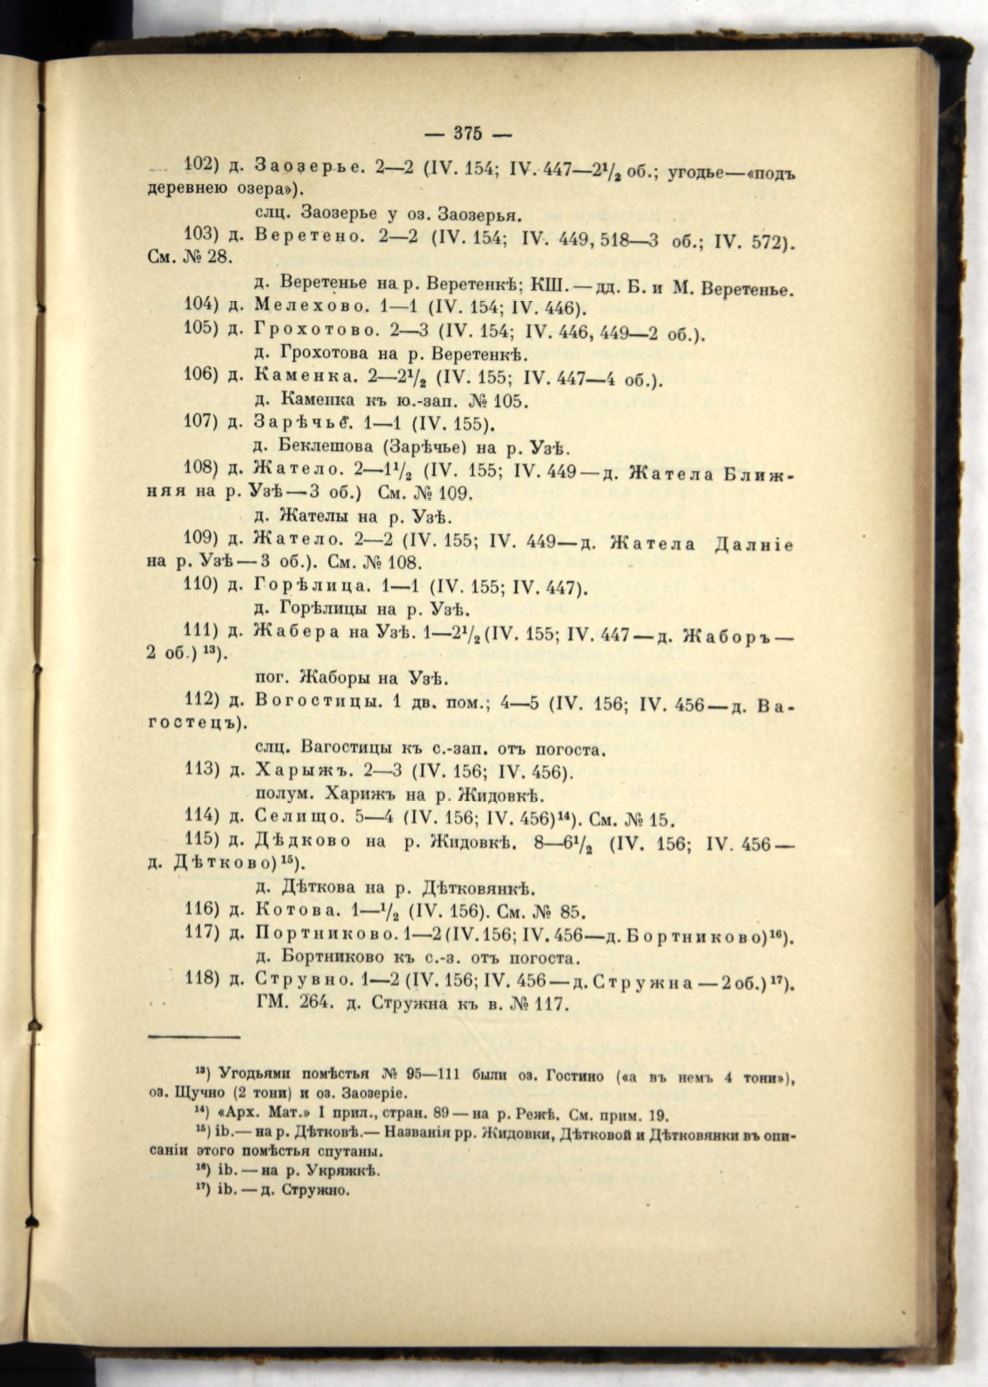 — 375 —
102) д. Заозерье. 2—2 (IV. 154; IV. 447—2½ об.; угодье—«подъ
деревнею озера»).
слц. Заозерье у оз. Заозерья.
103) д. Веретено. 2—2 (IV. 154; IV. 449, 518—3 об.; IV. 572).
См. № 28.
д. Веретенье на р. Веретенкѣ; КШ.—дд. Б. и М. Веретенье.
104) д. Мелехово. 1—1 (IV. 154; IV. 446).
105) д. Грохотово. 2—3 (IV. 154; IV. 446, 449—2 об.).
д. Грохотова на р. Веретенкѣ.
106) д. Каменка. 2—2½ (IV. 155; IV. 447—4 об.).
д. Каменка къ ю.-зап. № 105.
107) д. Зарѣчье. 1—1 (IV. 155).
д. Беклешова (Зарѣчье) на р. Узѣ.
108) д. Жатело. 2—1½ (IV. 155; IV. 449—д. Жатела Ближ-
няя на р. Узѣ—3 об.) См. № 109.
д. Жателы на р. Узѣ.
109) д. Жатело. 2—2 (IV. 155; IV. 449—д. Жатела Далніе
на р. Узѣ—3 об.). См. № 108.
110) д. Горѣлица. 1—1 (IV. 155; IV. 447).
д. Горѣлицы на р. Узѣ.
111) д. Жабера на Узѣ. 1—2½ (IV. 155; IV. 447—д. Жаборъ—
2 об.) ¹³).
пог. Жаборы на Узѣ.
112) д. Вогостицы. 1 дв. пом.; 4—5 (IV. 156; IV. 456—д. Ва-
гостецъ).
слц. Вагостицы къ с.-зап. отъ погоста.
113) д. Харыжъ. 2—3 (IV. 156; IV. 456).
полум. Харижъ на р. Жидовкѣ.
114) д. Селищо. 5—4 (IV. 156; IV. 456)¹⁴). См. № 15.
115) д. Дѣдково на р. Жидовкѣ. 8—6½ (IV. 156; IV. 456—
д. Дѣтково)¹⁵).
д. Дѣткова на р. Дѣтковянкѣ.
116) д. Котова. 1—½ (IV. 156). См. № 85.
117) д. Портниково. 1—2 (IV. 156; IV. 456—д. Бортниково)¹⁶).
д. Бортниково къ с.-з. отъ погоста.
118) д. Струвно. 1—2 (IV. 156; IV. 456—д. Стружна—2 об.)¹⁷).
ГМ. 264. д. Стружна къ в. № 117.
¹³) Угодьями помѣстья № 95—111 были оз. Гостино («а въ немъ 4 тони»),
оз. Щучно (2 тони) и оз. Заозеріе.
¹⁴) «Арх. Мат.» I прил., стран. 89—на р. Режѣ. См. прим. 19.
¹⁵) ib.—на р. Дѣтковѣ.—Названія рр. Жидовки, Дѣтковой и Дѣтковянки въ опи-
саніи этого помѣстья спутаны.
¹⁶) ib.—на р. Укряжкѣ.
¹⁷) ib.—д. Стружно.